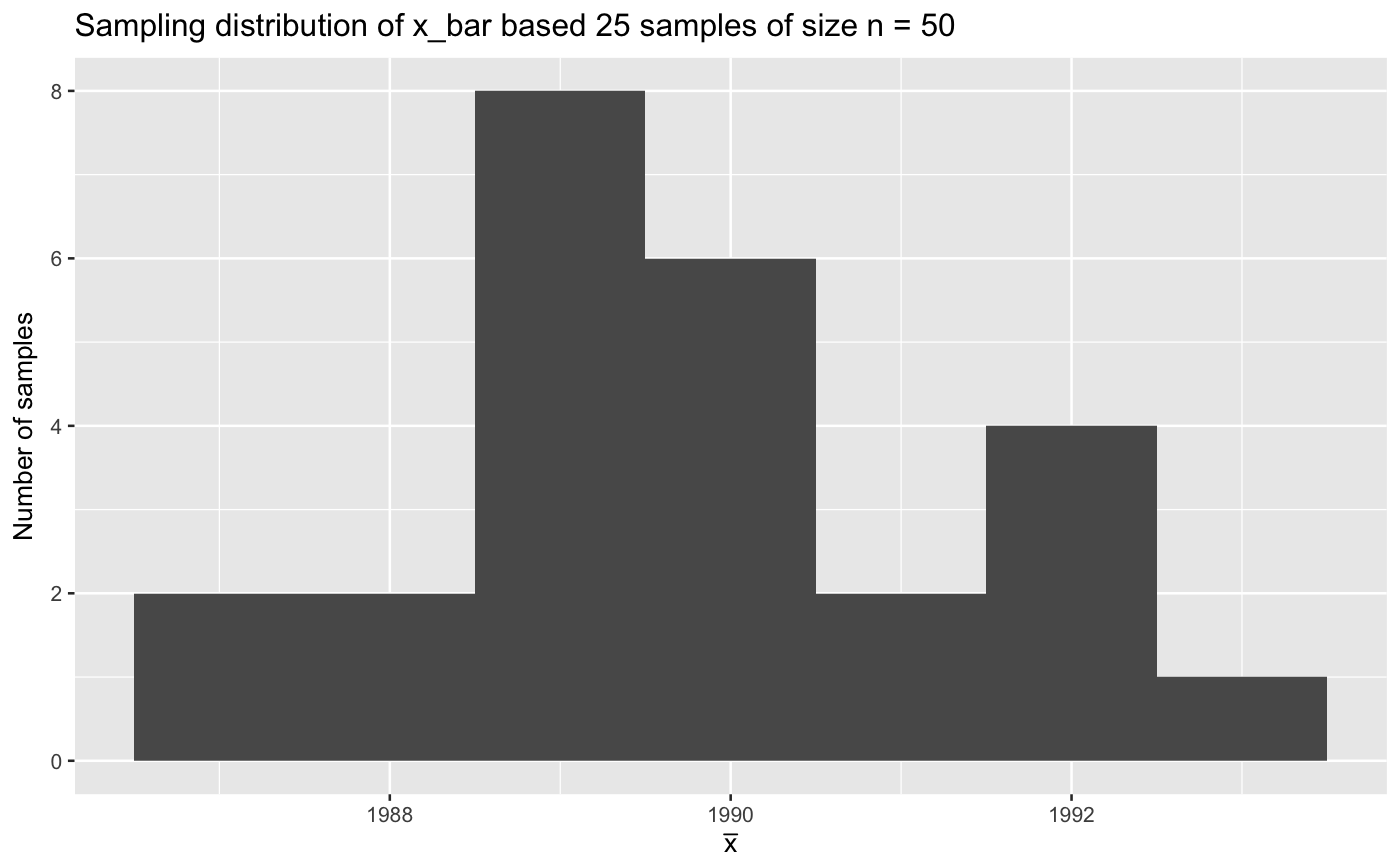 Sampling distribution of x_bar based 25 samples of size n = 50
8
6
4
2
0
Number of samples
1988 1990 1992
x̅